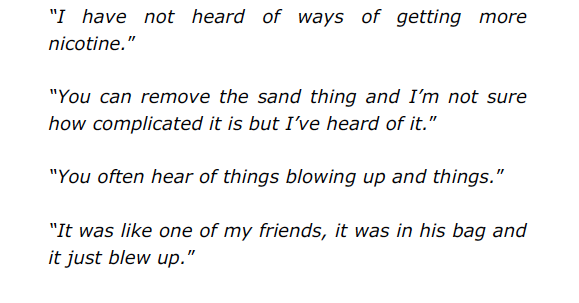 “I have not heard of ways of getting more
nicotine.”
“You can remove the sand thing and I’m not sure
how complicated it is but I’ve heard of it.”
“You often hear of things blowing up and things.”
“It was like one of my friends, it was in his bag and
it just blew up.”